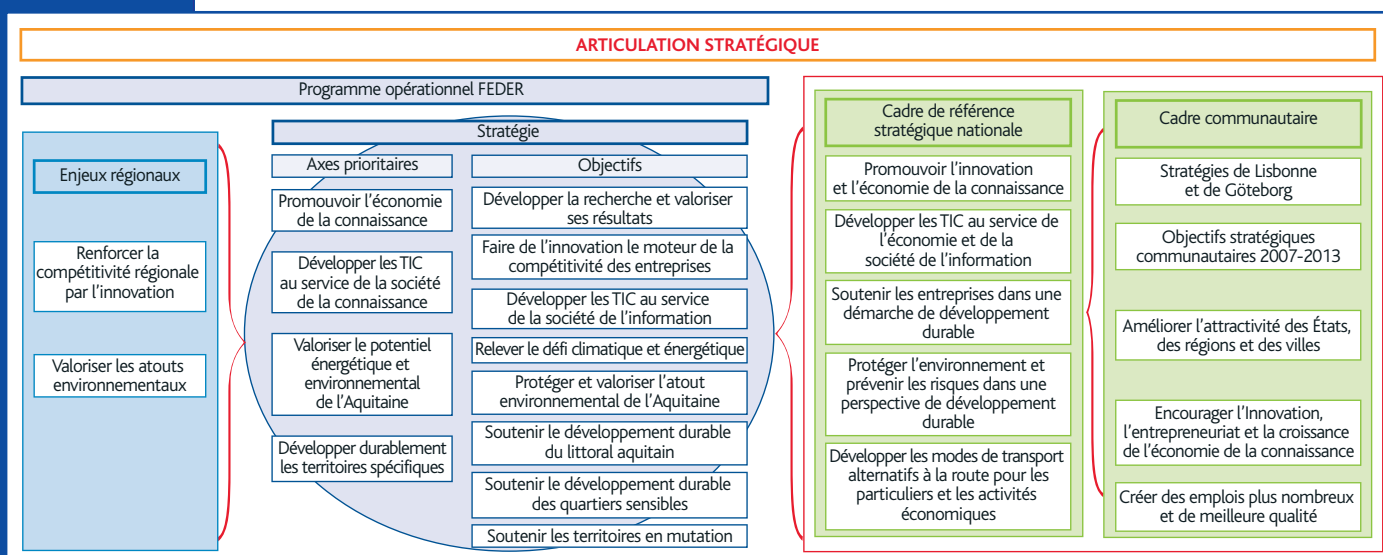 ARTICULATION STRATÉGIQUE
Programme opérationnel FEDER
Enjeux régionaux
Renforcer la
compétitivité régionale
par l'innovation
Valoriser les atouts
environnementaux
Stratégie
Axes prioritaires
Promouvoir l'économie
de la connaissance
Développer les TIC
au service de la société
de la connaissance
Valoriser le potentiel
énergétique et
environnemental
de l'Aquitaine
Développer durablement
les territoires spécifiques
Objectifs
Développer la recherche et valoriser
ses résultats
Faire de l'innovation le moteur de la
compétitivité des entreprises
Développer les TIC au service
de la société de l'information
Relever le défi climatique et énergétique
Protéger et valoriser l'atout
environnemental de l'Aquitaine
Soutenir le développement durable
du littoral aquitain
Soutenir le développement durable
des quartiers sensibles
Soutenir les territoires en mutation
Cadre de référence
stratégique nationale
Promouvoir l'innovation
et l'économie de la connaissance
Développer les TIC au service de
l'économie et de la
société de l'information
Soutenir les entreprises dans une
démarche de développement
durable
Protéger l'environnement et
prévenir les risques dans une
perspective de développement
durable
Développer les modes de transport
alternatifs à la route pour les
particuliers et les activités
économiques
Cadre communautaire
Stratégies de Lisbonne
et de Göteborg
Objectifs stratégiques
communautaires 2007-2013
Améliorer l'attractivité des États,
des régions et des villes
Encourager l'Innovation,
l'entrepreneuriat et la croissance
de l'économie de la connaissance
Créer des emplois plus nombreux
et de meilleure qualité